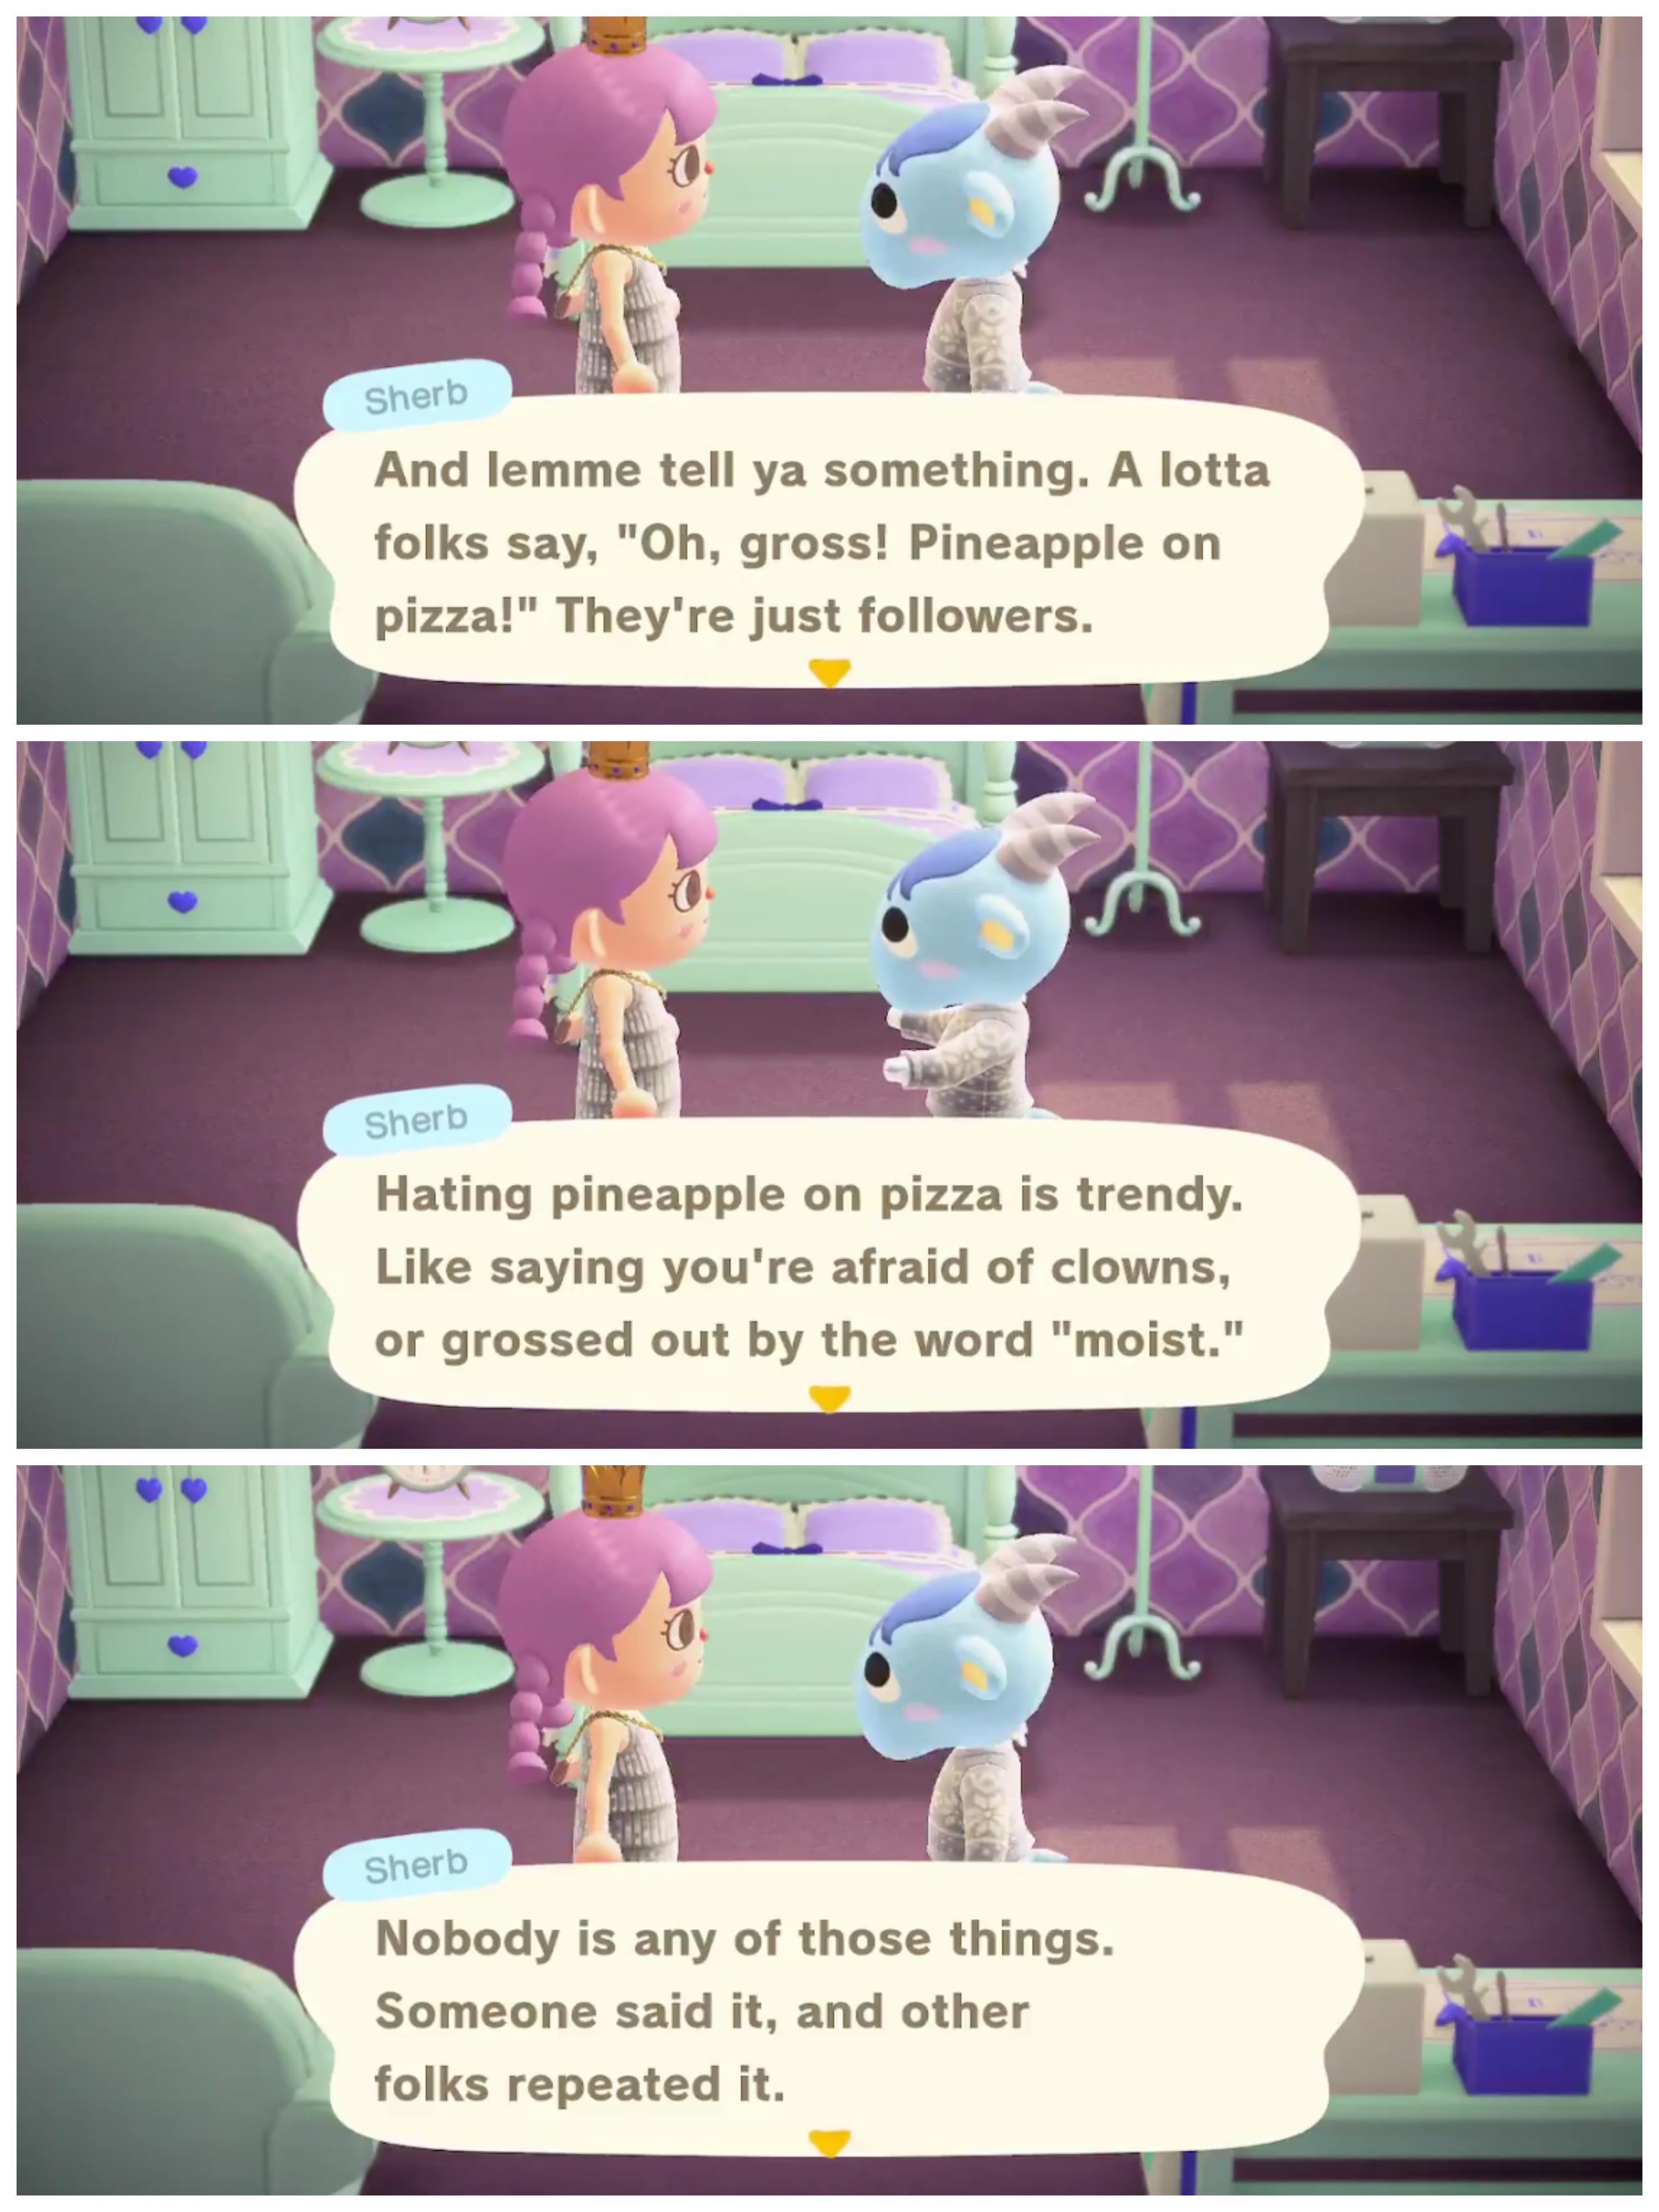 Sherb
And lemme tell ya something. A lotta
folks say, "Oh, gross! Pineapple on
pizza!" They're just followers.
Sherb
Hating pineapple on pizza is trendy.
Like saying you're afraid of clowns,
or grossed out by the word "moist."
Sherb
Nobody is any of those things.
Someone said it, and other
folks repeated it.